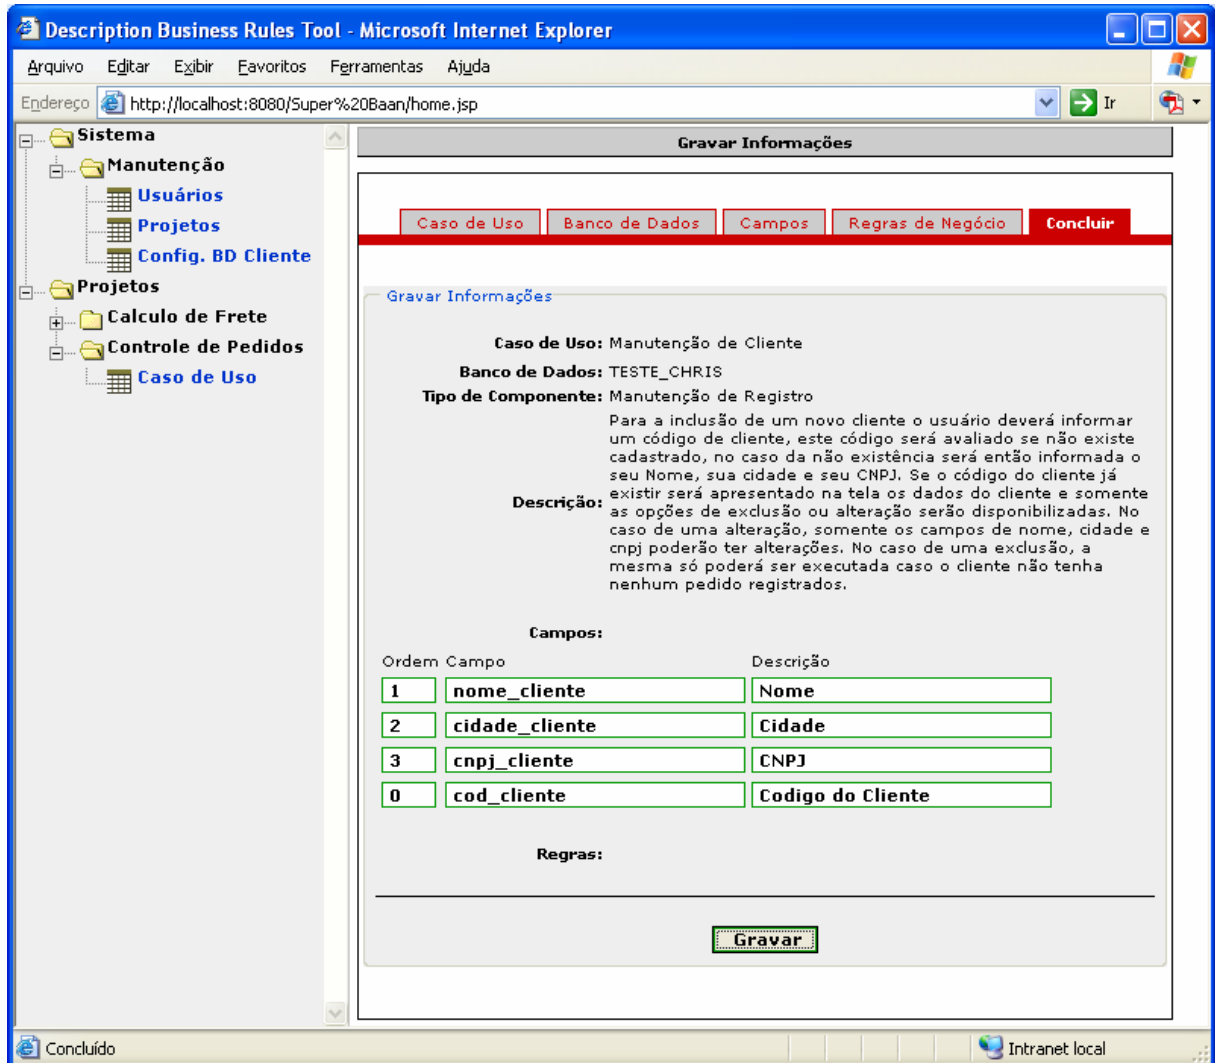 Description Business Rules Tool - Microsoft Internet Explorer
Arquivo Editar Exibir Favoritos Ferramentas Ajuda
Endereço http://localhost:8080/Super%20Baan/home.jsp Ir
Sistema
Manutenção
Usuários
Projetos
Config. BD Cliente
Projetos
Calculo de Frete
Controle de Pedidos
Caso de Uso
Gravar Informações
Caso de Uso Banco de Dados Campos Regras de Negócio Concluir
Gravar Informações
Caso de Uso: Manutenção de Cliente
Banco de Dados: TESTE_CHRIS
Tipo de Componente: Manutenção de Registro
Descrição:
Para a inclusão de um novo cliente o usuário deverá informar
um código de cliente, este código será avaliado se não existe
cadastrado, no caso da não existência será então informada o
seu Nome, sua cidade e seu CNPJ. Se o código do cliente já
existir será apresentado na tela os dados do cliente e somente
as opções de exclusão ou alteração serão disponibilizadas. No
caso de uma alteração, somente os campos de nome, cidade e
cnpj poderão ter alterações. No caso de uma exclusão, a
mesma só poderá ser executada caso o cliente não tenha
nenhum pedido registrados.
Campos:
Ordem Campo Descrição
1 nome_cliente Nome
2 cidade_cliente Cidade
3 cnpj_cliente CNPJ
0 cod_cliente Codigo do Cliente
Regras:
Gravar
Concluído Intranet local